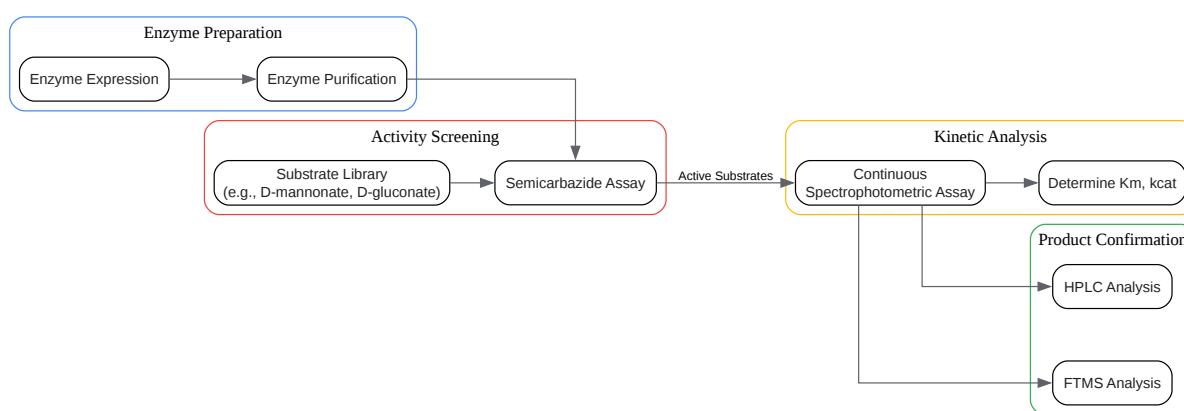 Enzyme Preparation
Enzyme Expression
Enzyme Purification
Activity Screening
Substrate Library
(e.g., D-mannonate, D-gluconate)
Semicarbazide Assay
Active Substrates
Kinetic Analysis
Continuous
Spectrophotometric Assay
Determine Km, kcat
Product Confirmation
HPLC Analysis
FTMS Analysis